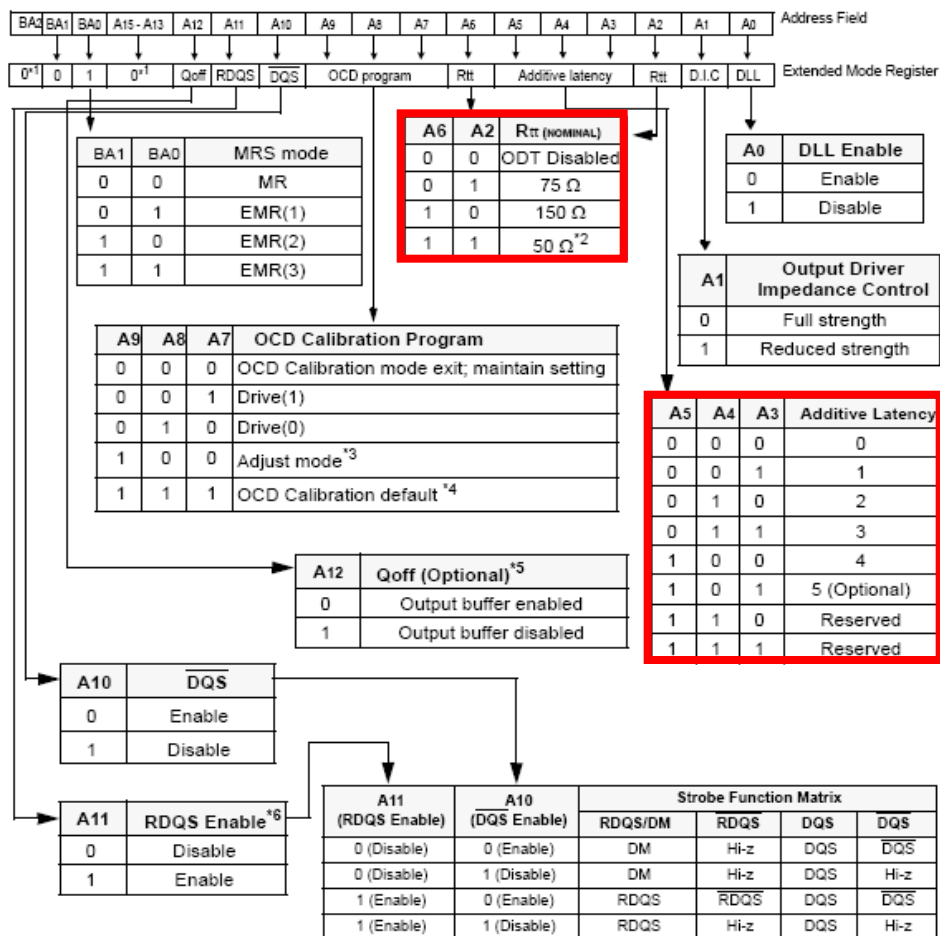 BA2 BA1 BA0 A15 - A13 A12 A11 A10 A9 A8 A7 A6 A5 A4 A3 A2 A1 A0 Address Field
0*1 0 1 0*1 Qoff RDQS DQS OCD program Rtt Additive latency Rtt D.I.C DLL Extended Mode Register
BA1 BA0 MRS mode
0 0 MR
0 1 EMR(1)
1 0 EMR(2)
1 1 EMR(3)
A6 A2 Rtt (NOMINAL)
0 0 ODT Disabled
0 1 75 Ω
1 0 150 Ω
1 1 50 Ω*2
A0 DLL Enable
0 Enable
1 Disable
A1 Output Driver
Impedance Control
0 Full strength
1 Reduced strength
A9 A8 A7 OCD Calibration Program
0 0 0 OCD Calibration mode exit; maintain setting
0 0 1 Drive(1)
0 1 0 Drive(0)
1 0 0 Adjust mode*3
1 1 1 OCD Calibration default *4
A5 A4 A3 Additive Latency
0 0 0 0
0 0 1 1
0 1 0 2
0 1 1 3
1 0 0 4
1 0 1 5 (Optional)
1 1 0 Reserved
1 1 1 Reserved
A12 Qoff (Optional)*5
0 Output buffer enabled
1 Output buffer disabled
A10 DQS
0 Enable
1 Disable
A11 RDQS Enable*6
0 Disable
1 Enable
A11 A10 Strobe Function Matrix
(RDQS Enable) (DQS Enable) RDQS/DM RDQS DQS DQS
0 (Disable) 0 (Enable) DM Hi-z DQS DQS
0 (Disable) 1 (Disable) DM Hi-z DQS Hi-z
1 (Enable) 0 (Enable) RDQS RDQS DQS DQS
1 (Enable) 1 (Disable) RDQS Hi-z DQS Hi-z